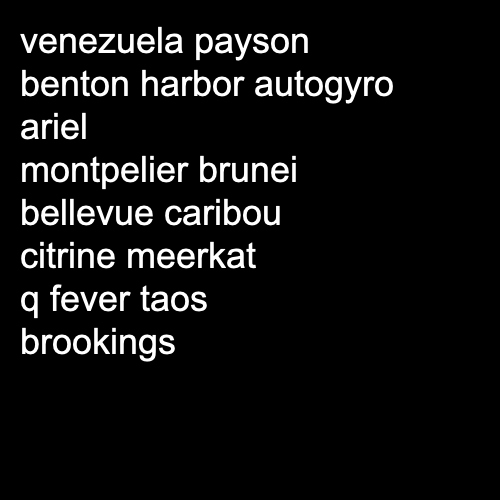 venezuela payson
benton harbor autogyro
ariel
montpelier brunei
bellevue caribou
citrine meerkat
q fever taos
brookings